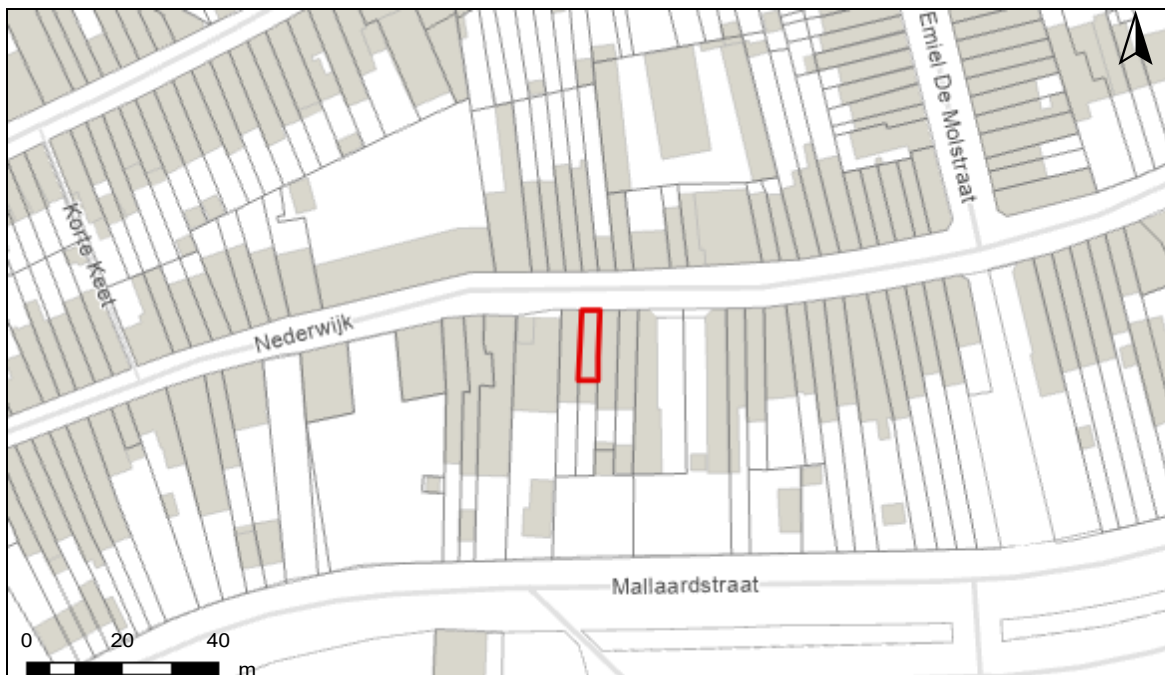 Emiel De Molstraat
Korte Keet
Nederwijk
Mallaardstraat
0 20 40
m